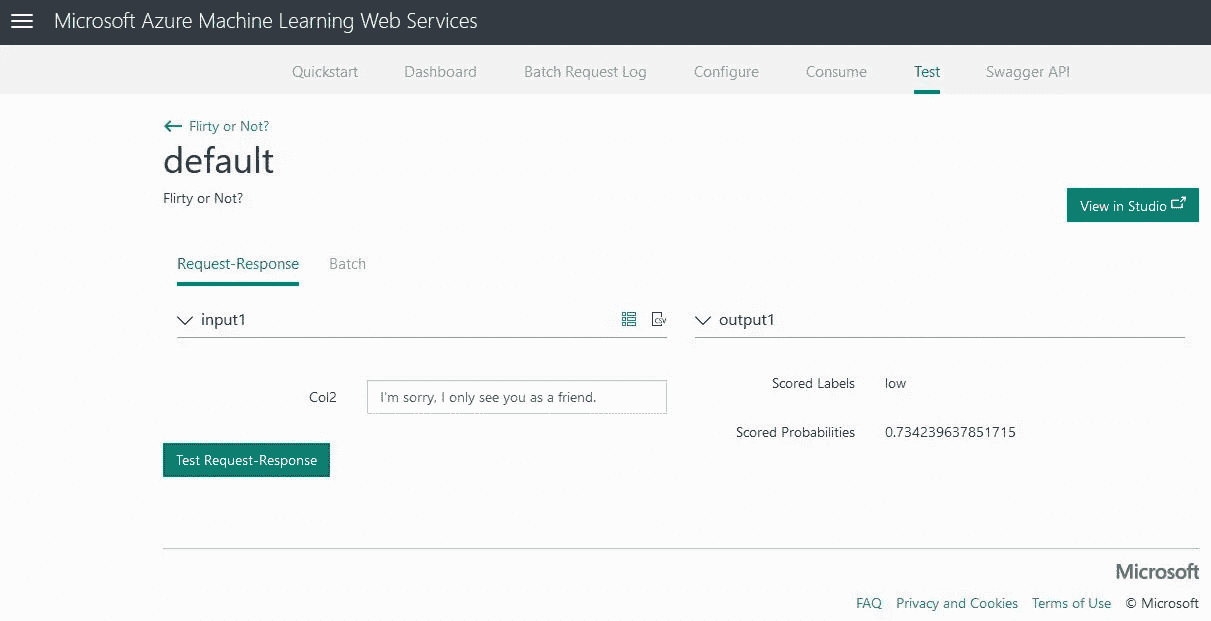 Microsoft Azure Machine Learning Web Services
Quickstart Dashboard Batch Request Log Configure Consume Test Swagger API
Flirty or Not?
default
Flirty or Not?
View in Studio
Request-Response Batch
input1 CSV output1
Scored Labels low
Col2 I'm sorry, I only see you as a friend.
Scored Probabilities 0.734239637851715
Test Request-Response
Microsoft
FAQ Privacy and Cookies Terms of Use © Microsoft